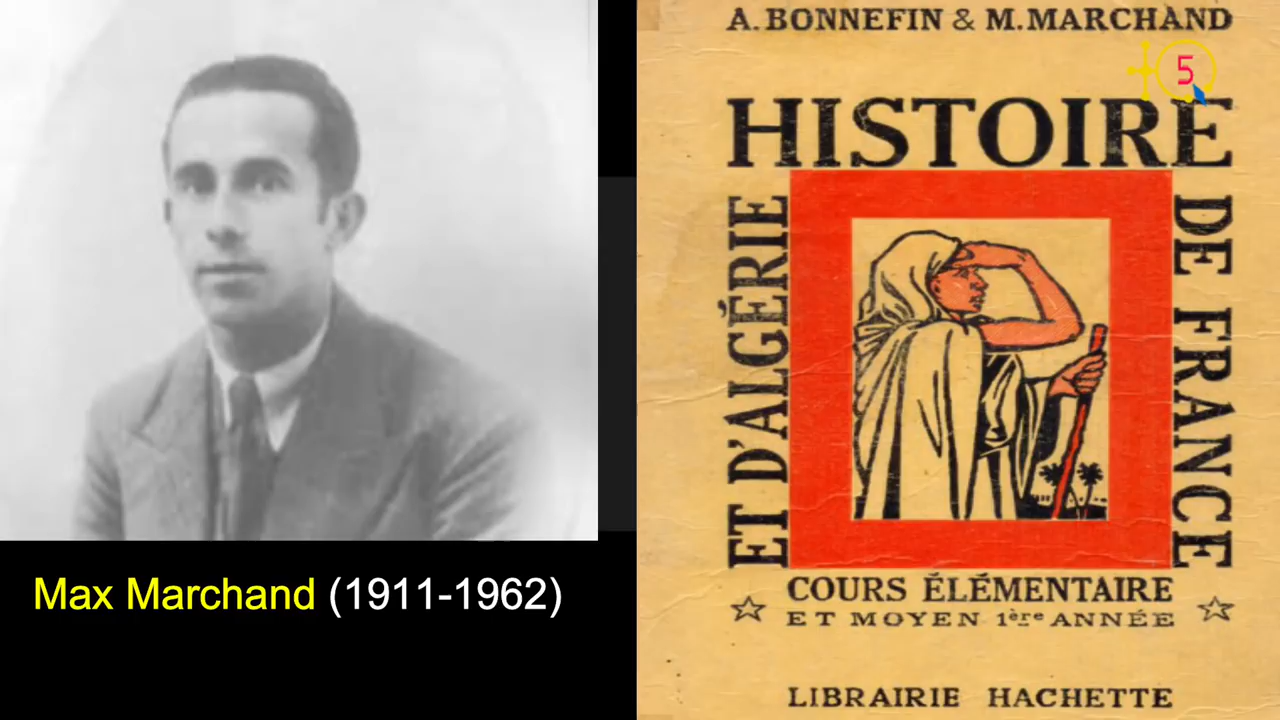 Max Marchand (1911-1962)
A. BONNEFIN & M. MARCHAND
5
HISTOIRE
DE FRANCE
ET D'ALGÉRIE
COURS ÉLÉMENTAIRE
ET MOYEN 1ère ANNÉE
LIBRAIRIE HACHETTE